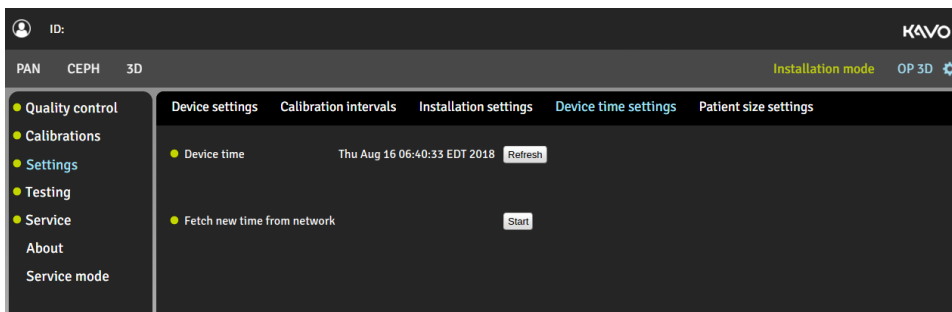 ID:
KAVO
PAN CEPH 3D Installation mode OP 3D
Quality control
Calibrations
Settings
Testing
Service
About
Service mode
Device settings Calibration intervals Installation settings Device time settings Patient size settings
Device time Thu Aug 16 06:40:33 EDT 2018 Refresh
Fetch new time from network Start